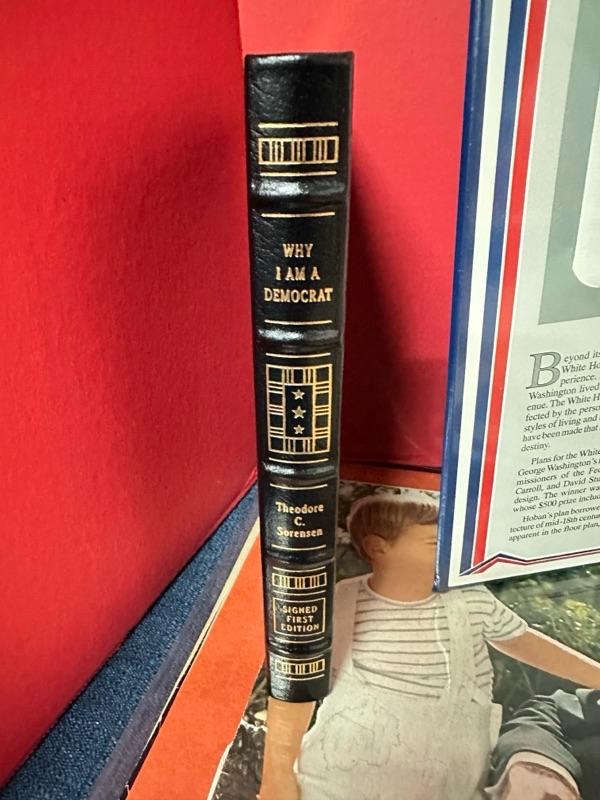 WHY
I AM A
DEMOCRAT
Theodore
C.
Sorensen
SIGNED
FIRST
EDITION
Beyond its
White Ho
perience.
Washington lived
enue. The White H
fected by the perso
styles of living and
have been made that
destiny.
Plans for the White
George Washington's
missioners of the Fed
Carroll, and David Stu
design. The winner wa
whose $500 prize includ
Hoban's plan borrowe
tecture of mid-18th centu
apparent in the floor plan,